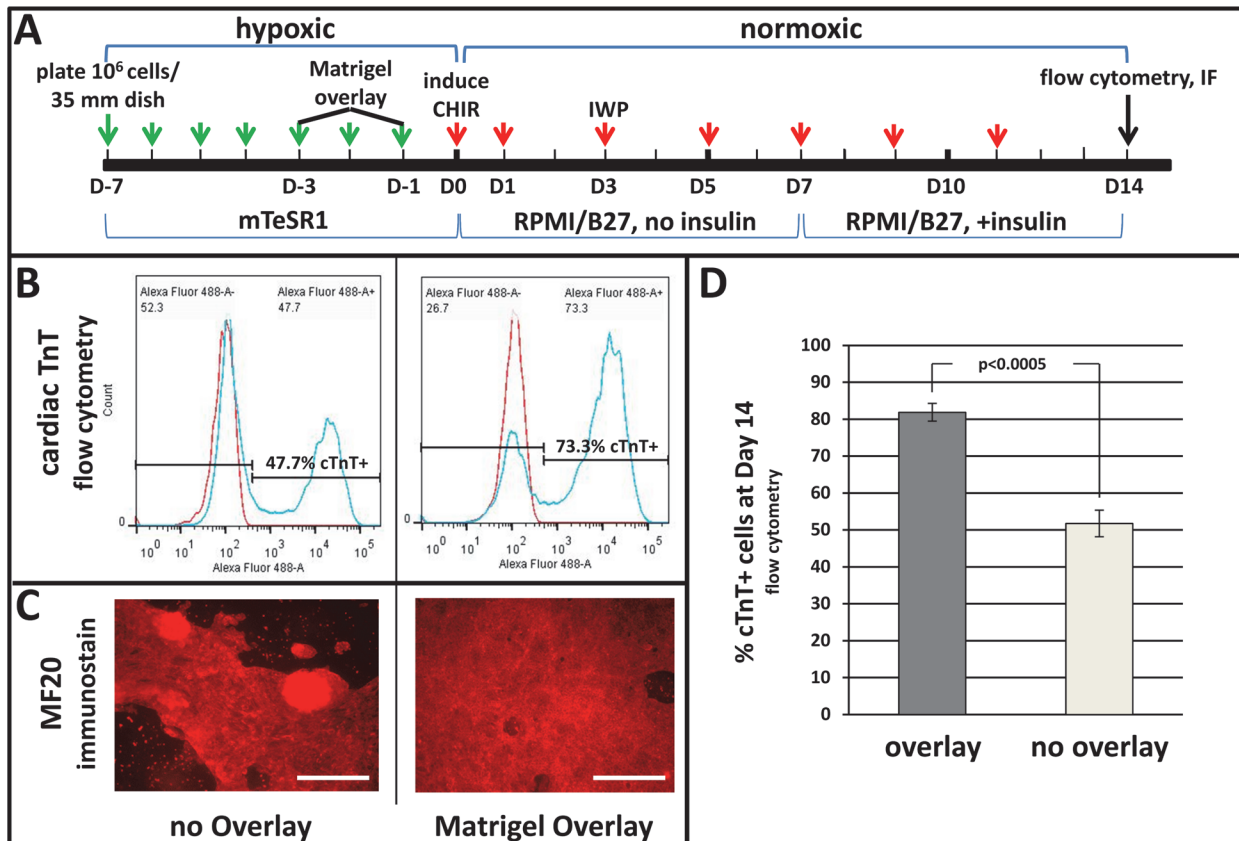 A
hypoxic
normoxic
plate 10⁶ cells/
35 mm dish
Matrigel
overlay
induce
CHIR
IWP
flow cytometry, IF
D-7
D-3
D-1
D0
D1
D3
D5
D7
D10
D14
mTeSR1
RPMI/B27, no insulin
RPMI/B27, +insulin
B
cardiac TnT
flow cytometry
Alexa Fluor 488-A-
52.3
Alexa Fluor 488-A+
47.7
Count
47.7% cTnT+
0
10⁰ 10¹ 10² 10³ 10⁴ 10⁵
Alexa Fluor 488-A
Alexa Fluor 488-A-
26.7
Alexa Fluor 488-A+
73.3
73.3% cTnT+
0
10⁰ 10¹ 10² 10³ 10⁴ 10⁵
Alexa Fluor 488-A
C
MF20
immunostain
no Overlay
Matrigel Overlay
D
% cTnT+ cells at Day 14
flow cytometry
100
90
80
70
60
50
40
30
20
10
0
p<0.0005
overlay
no overlay